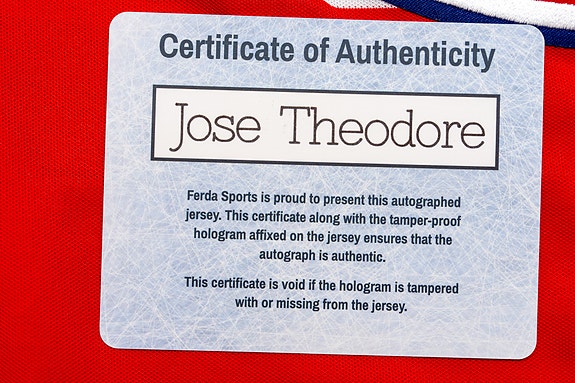 Certificate of Authenticity
Jose Theodore
Ferda Sports is proud to present this autographed
jersey. This certificate along with the tamper-proof
hologram affixed on the jersey ensures that the
autograph is authentic.
This certificate is void if the hologram is tampered
with or missing from the jersey.